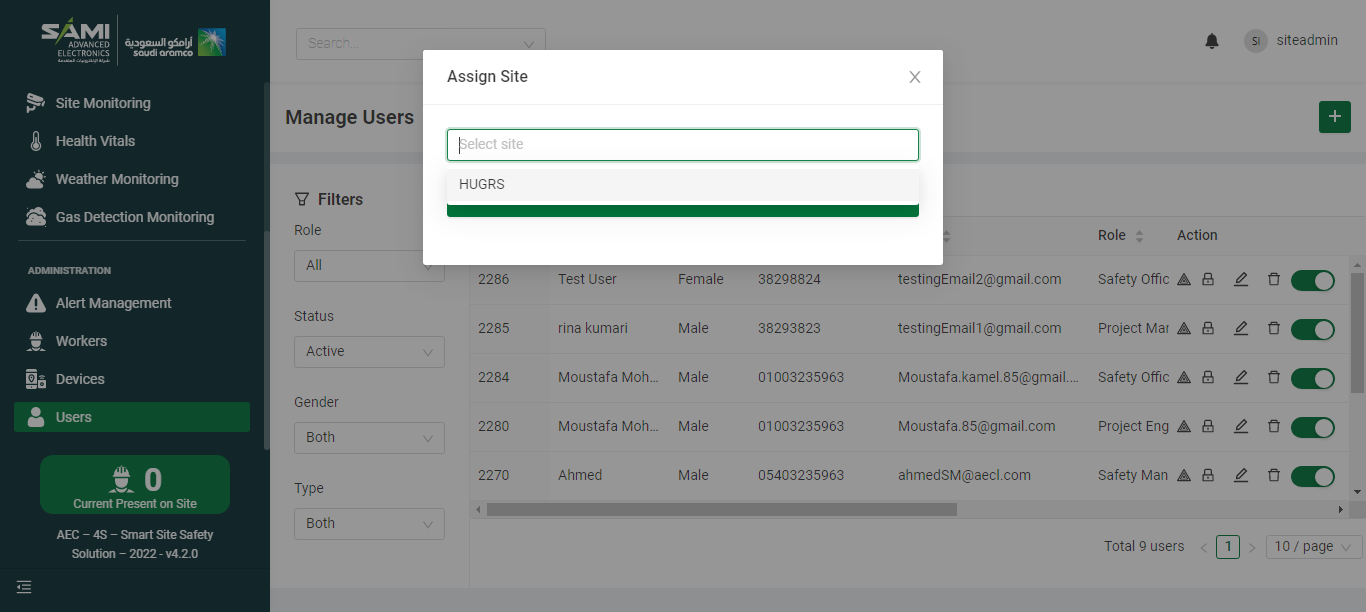 SAMI
ADVANCED
ELECTRONICS
أرامكو السعودية
saudi aramco
Site Monitoring
Health Vitals
Weather Monitoring
Gas Detection Monitoring
ADMINISTRATION
Alert Management
Workers
Devices
Users
0
Current Present on Site
AEC – 4S – Smart Site Safety
Solution – 2022 - v4.2.0
Search...
SI siteadmin
Manage Users
+
Assign Site
Select site
HUGRS
Filters
Role
All
Status
Active
Gender
Both
Type
Both
Role Action
2286 Test User Female 38298824 testingEmail2@gmail.com Safety Offic
2285 rina kumari Male 38293823 testingEmail1@gmail.com Project Mar
2284 Moustafa Moh... Male 01003235963 Moustafa.kamel.85@gmail.... Safety Offic
2280 Moustafa Moh... Male 01003235963 Moustafa.85@gmail.com Project Eng
2270 Ahmed Male 05403235963 ahmedSM@aecl.com Safety Man
Total 9 users < 1 > 10 / page